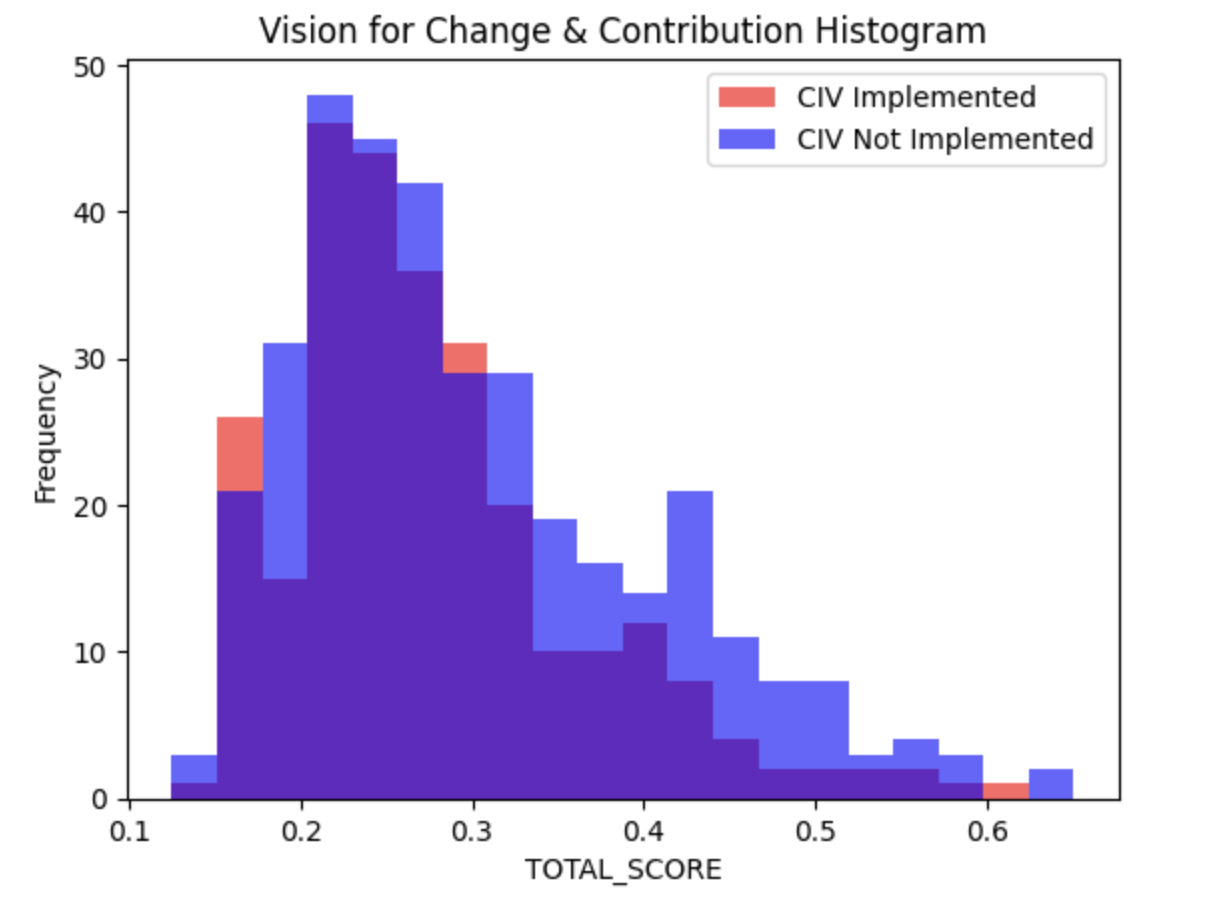 Vision for Change & Contribution Histogram
CIV Implemented
CIV Not Implemented
50
40
30
20
10
0
Frequency
0.1 0.2 0.3 0.4 0.5 0.6
TOTAL_SCORE